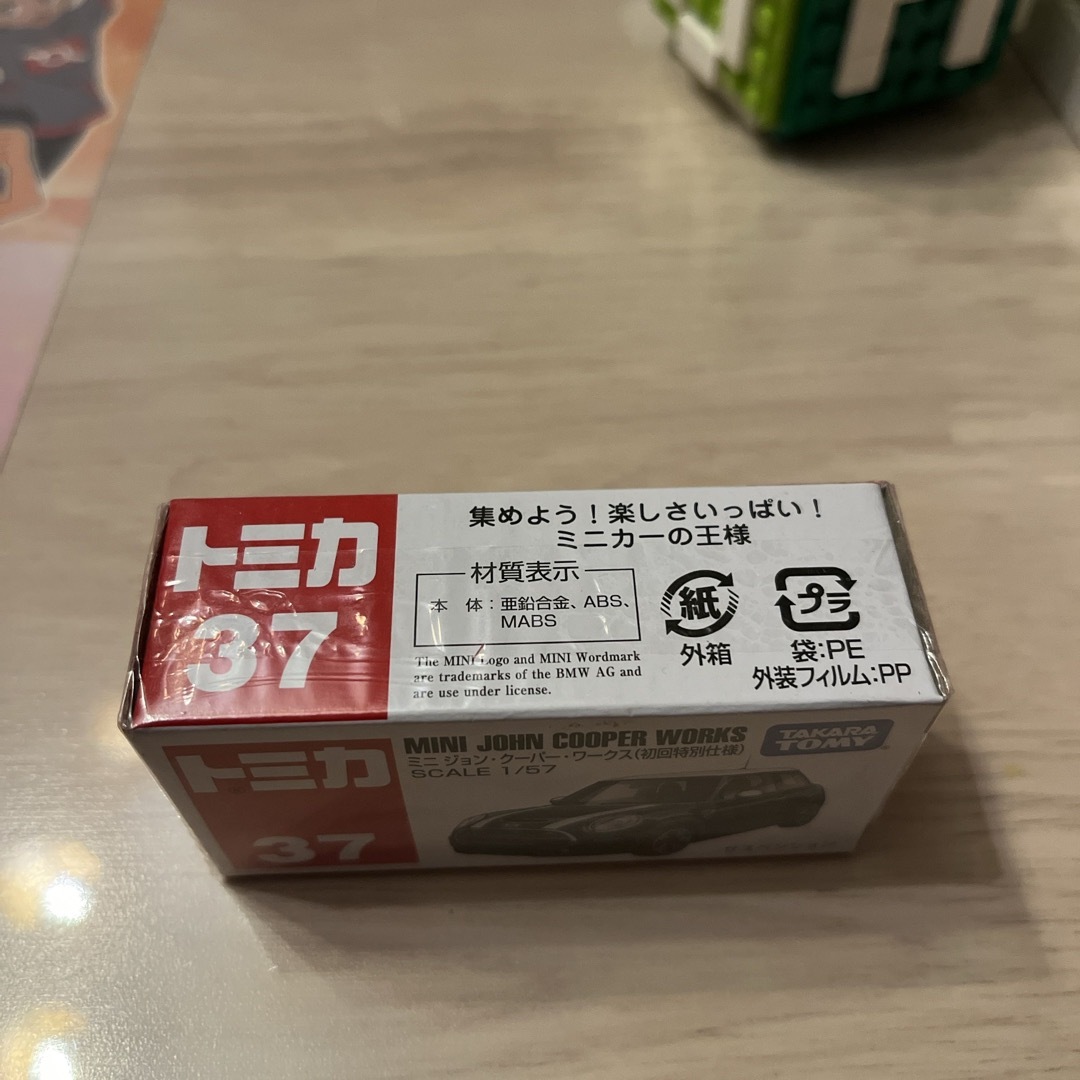 トミカ
37
集めよう!楽しさいっぱい!
ミニカーの王様
材質表示
本 体:亜鉛合金、ABS、
MABS
The MINI Logo and MINI Wordmark
are trademarks of the BMW AG and
are use under license.
紙
外箱
プラ
袋:PE
外装フィルム:PP
トミカ
37
MINI JOHN COOPER WORKS
ミニ ジョン・クーパー・ワークス(初回特別仕様)
SCALE 1/57
TAKARA
TOMY